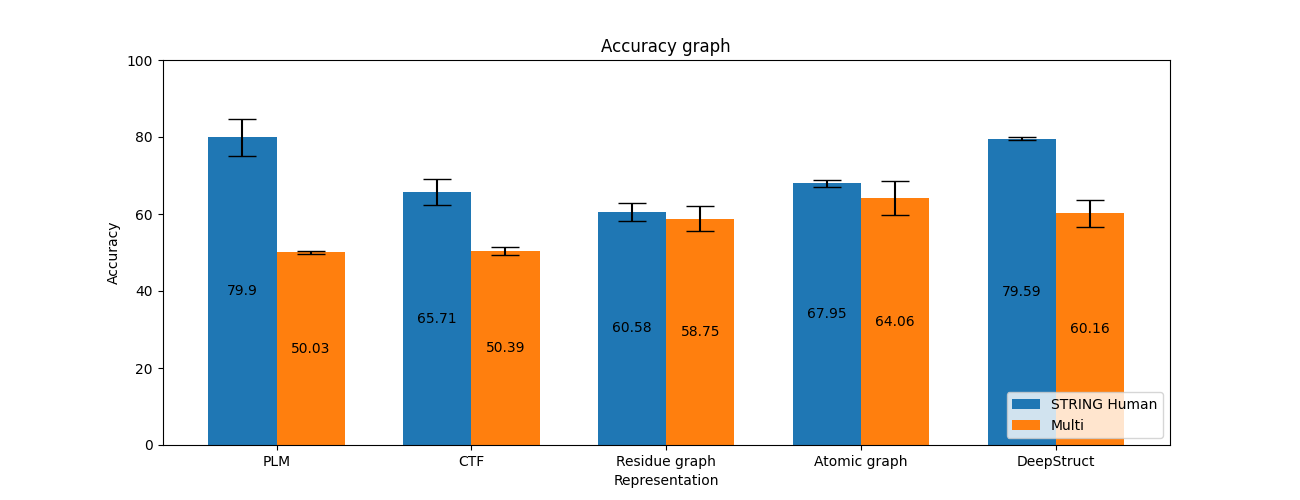 Accuracy graph
100
80
60
40
20
0
Accuracy
79.9
50.03
65.71
50.39
60.58
58.75
67.95
64.06
79.59
60.16
STRING Human
Multi
PLM
CTF
Residue graph
Atomic graph
DeepStruct
Representation